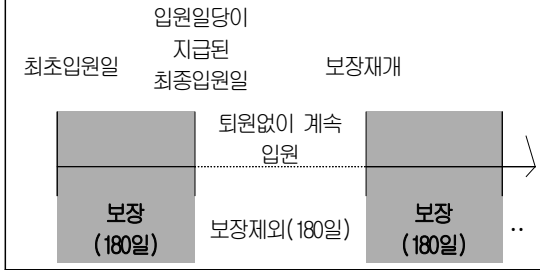 최초입원일
입원일당이
지급된
최종입원일
보장재개
퇴원없이 계속
입원
보장
(180일)
보장제외(180일)
보장
(180일)
..